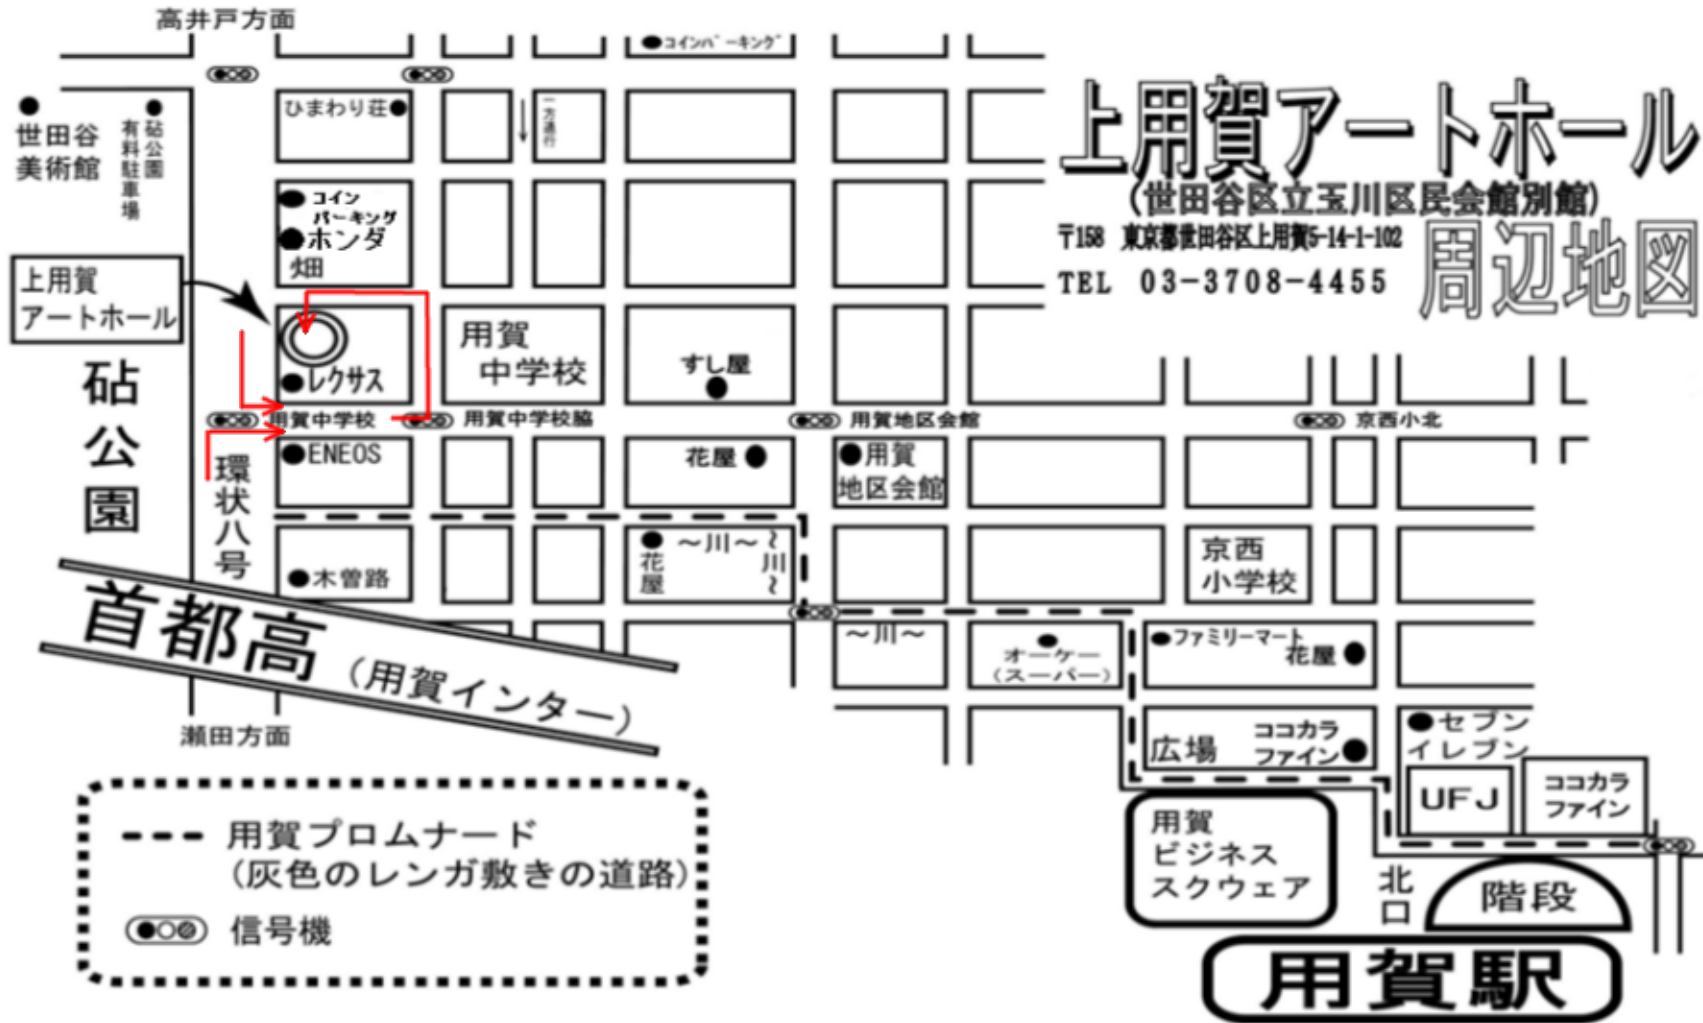 高井戸方面
コインパーキング
ひまわり荘
一方通行
世田谷
美術館
砧公園
有料駐車場
上用賀アートホール
(世田谷区立玉川区民会館別館)
〒158 東京都世田谷区上用賀5-14-1-102
TEL 03-3708-4455
周辺地図
コイン
パーキング
ホンダ
畑
上用賀
アートホール
レクサス
用賀
中学校
すし屋
砧公園
用賀中学校
用賀中学校脇
用賀地区会館
京西小北
ENEOS
花屋
用賀
地区会館
環状八号
木曽路
花屋
～川～
～川～
京西
小学校
首都高(用賀インター)
～川～
オーケー
(スーパー)
ファミリーマート
花屋
瀬田方面
広場
ココカラ
ファイン
セブン
イレブン
UFJ
ココカラ
ファイン
用賀プロムナード
(灰色のレンガ敷きの道路)
信号機
用賀
ビジネス
スクウェア
北口
階段
用賀駅